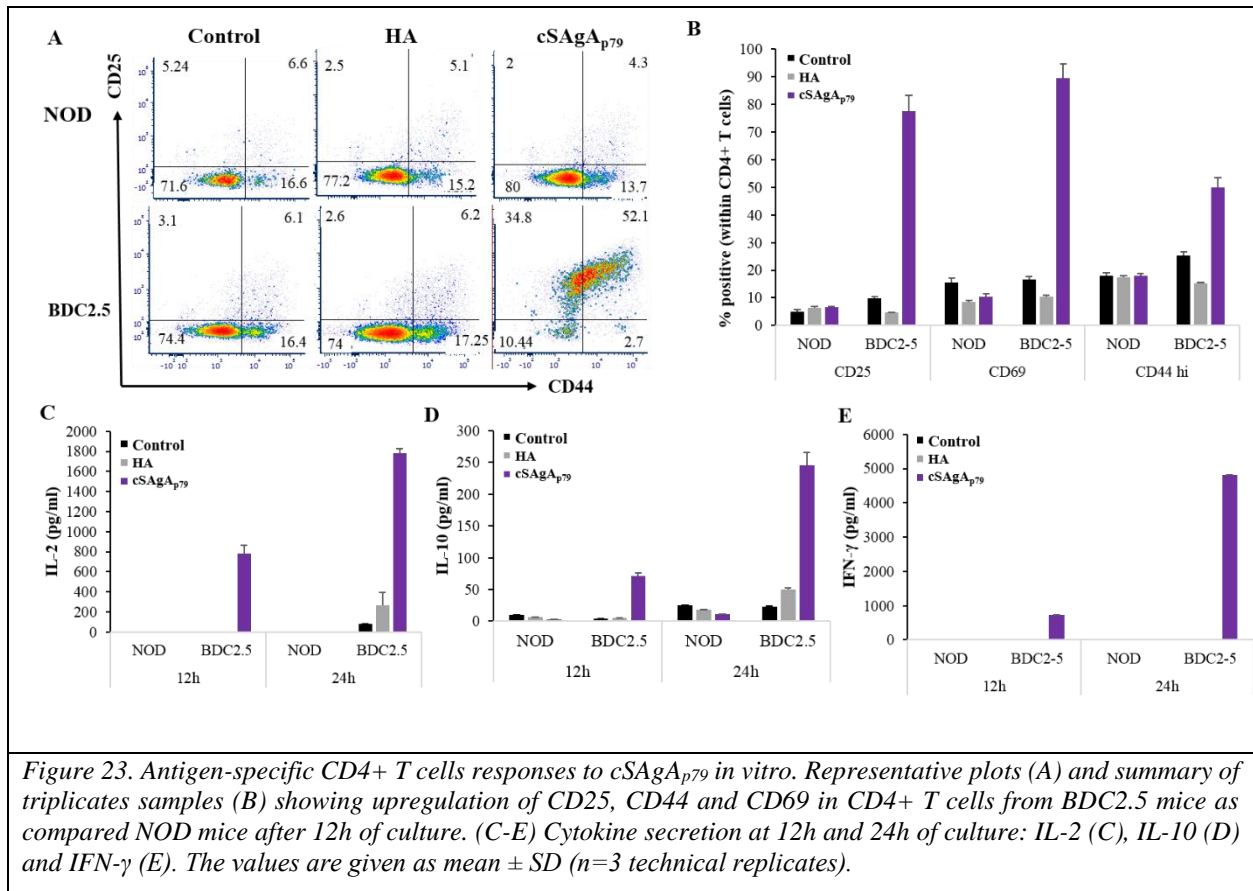 A
Control
HA
cSAgAp79
CD25
NOD
5.24 6.6
71.6 16.6
2.5 5.1
77.2 15.2
2 4.3
80 13.7
BDC2.5
3.1 6.1
74.4 16.4
2.6 6.2
74 17.25
34.8 52.1
10.44 2.7
CD44
B
Control
HA
cSAgAp79
% positive (within CD4+ T cells)
100
90
80
70
60
50
40
30
20
10
0
NOD BDC2-5 NOD BDC2-5 NOD BDC2-5
CD25 CD69 CD44 hi
C
Control
HA
cSAgAp79
IL-2 (pg/ml)
2000
1800
1600
1400
1200
1000
800
600
400
200
0
NOD BDC2.5 NOD BDC2.5
12h 24h
D
Control
HA
cSAgAp79
IL-10 (pg/ml)
300
250
200
150
100
50
0
NOD BDC2.5 NOD BDC2.5
12h 24h
E
Control
HA
cSAgAp79
IFN-γ (pg/ml)
6000
5000
4000
3000
2000
1000
0
NOD BDC2-5 NOD BDC2-5
12h 24h
Figure 23. Antigen-specific CD4+ T cells responses to cSAgAp79 in vitro. Representative plots (A) and summary of
triplicates samples (B) showing upregulation of CD25, CD44 and CD69 in CD4+ T cells from BDC2.5 mice as
compared NOD mice after 12h of culture. (C-E) Cytokine secretion at 12h and 24h of culture: IL-2 (C), IL-10 (D)
and IFN-γ (E). The values are given as mean ± SD (n=3 technical replicates).